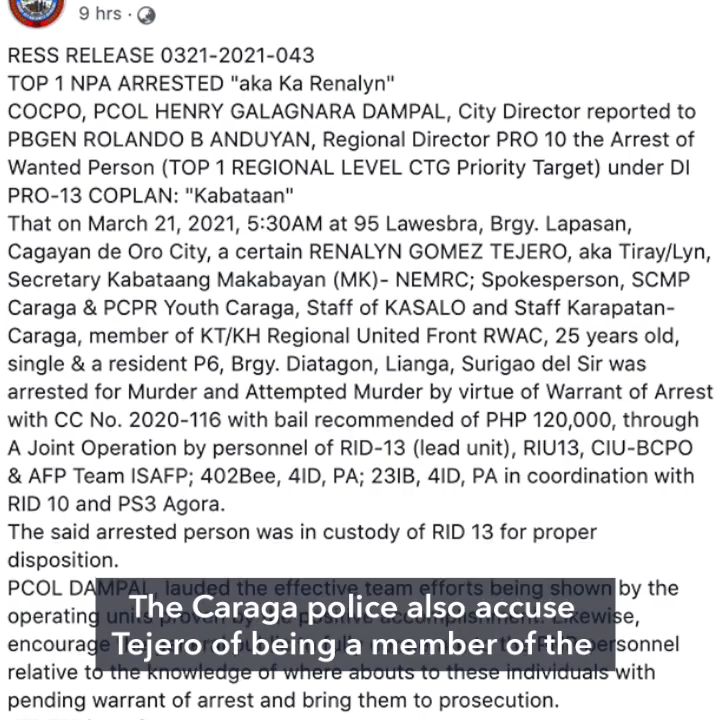 9 hrs ·
RESS RELEASE 0321-2021-043
TOP 1 NPA ARRESTED "aka Ka Renalyn"
COCPO, PCOL HENRY GALAGNARA DAMPAL, City Director reported to
PBGEN ROLANDO B ANDUYAN, Regional Director PRO 10 the Arrest of
Wanted Person (TOP 1 REGIONAL LEVEL CTG Priority Target) under DI
PRO-13 COPLAN: "Kabataan"
That on March 21, 2021, 5:30AM at 95 Lawesbra, Brgy. Lapasan,
Cagayan de Oro City, a certain RENALYN GOMEZ TEJERO, aka Tiray/Lyn,
Secretary Kabataang Makabayan (MK)- NEMRC; Spokesperson, SCMP
Caraga & PCPR Youth Caraga, Staff of KASALO and Staff Karapatan-
Caraga, member of KT/KH Regional United Front RWAC, 25 years old,
single & a resident P6, Brgy. Diatagon, Lianga, Surigao del Sir was
arrested for Murder and Attempted Murder by virtue of Warrant of Arrest
with CC No. 2020-116 with bail recommended of PHP 120,000, through
A Joint Operation by personnel of RID-13 (lead unit), RIU13, CIU-BCPO
& AFP Team ISAFP; 402Bee, 4ID, PA; 23IB, 4ID, PA in coordination with
RID 10 and PS3 Agora.
The said arrested person was in custody of RID 13 for proper
disposition.
PCOL DAMPAL, lauded the effective team efforts being shown by the
operating units proven by positive accomplishment. Likewise,
encourage personnel
relative to the knowledge of where abouts to these individuals with
pending warrant of arrest and bring them to prosecution.
The Caraga police also accuse
Tejero of being a member of the